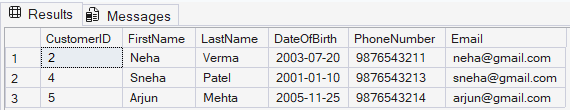 Results Messages
CustomerID FirstName LastName DateOfBirth PhoneNumber Email
1 2 Neha Verma 2003-07-20 9876543211 neha@gmail.com
2 4 Sneha Patel 2001-01-10 9876543213 sneha@gmail.com
3 5 Arjun Mehta 2005-11-25 9876543214 arjun@gmail.com